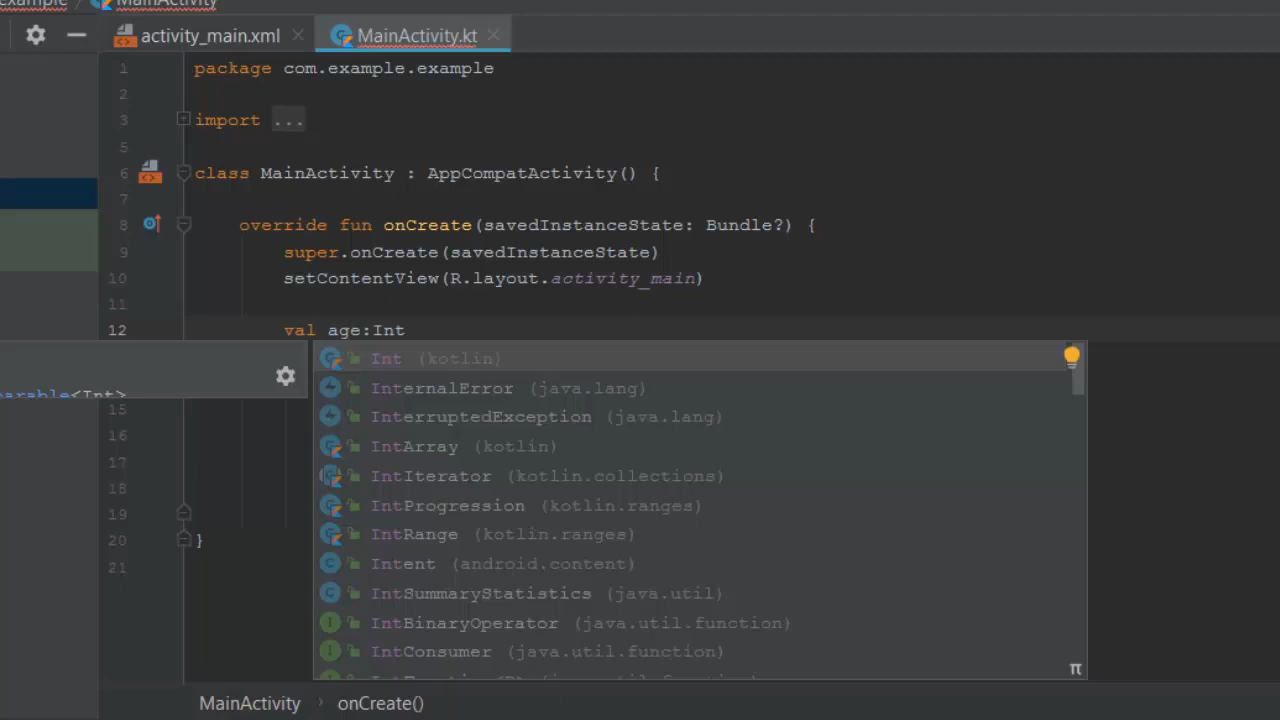 example MainActivity
activity_main.xml MainActivity.kt
1 package com.example.example
2
3 import ...
5
6 class MainActivity : AppCompatActivity() {
7
8 override fun onCreate(savedInstanceState: Bundle?) {
9 super.onCreate(savedInstanceState)
10 setContentView(R.layout.activity_main)
11
12 val age:Int
Int (kotlin)
InternalError (java.lang)
parable<Int>
15
InterruptedException (java.lang)
16
IntArray (kotlin)
17
IntIterator (kotlin.collections)
18
IntProgression (kotlin.ranges)
19
IntRange (kotlin.ranges)
20 }
Intent (android.content)
21
IntSummaryStatistics (java.util)
IntBinaryOperator (java.util.function)
IntConsumer (java.util.function)
π
MainActivity › onCreate()